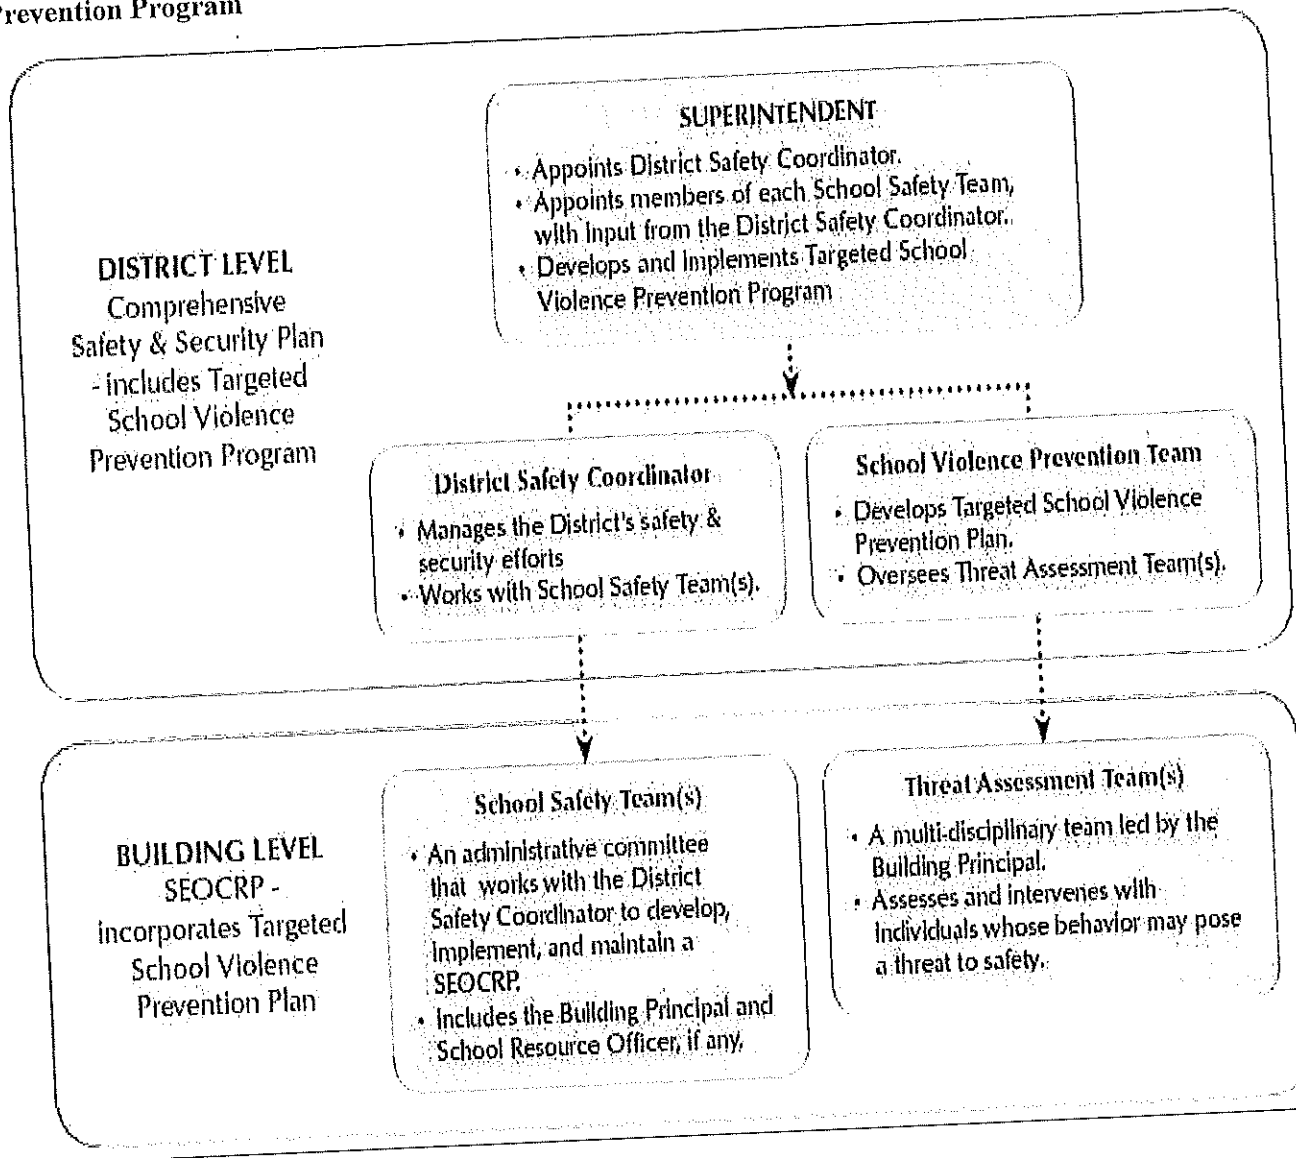 Prevention Program
SUPERINTENDENT
• Appoints District Safety Coordinator.
• Appoints members of each School Safety Team,
with input from the District Safety Coordinator.
• Develops and Implements Targeted School
Violence Prevention Program
DISTRICT LEVEL
Comprehensive
Safety & Security Plan
- includes Targeted
School Violence
Prevention Program
District Safety Coordinator
• Manages the District's safety &
security efforts
• Works with School Safety Team(s).
School Violence Prevention Team
• Develops Targeted School Violence
Prevention Plan.
• Oversees Threat Assessment Team(s).
BUILDING LEVEL
SEOCRP -
incorporates Targeted
School Violence
Prevention Plan
School Safety Team(s)
• An administrative committee
that works with the District
Safety Coordinator to develop,
implement, and maintain a
SEOCRP.
• Includes the Building Principal and
School Resource Officer, if any.
Threat Assessment Team(s)
• A multi-disciplinary team led by the
Building Principal.
• Assesses and intervenes with
individuals whose behavior may pose
a threat to safety.